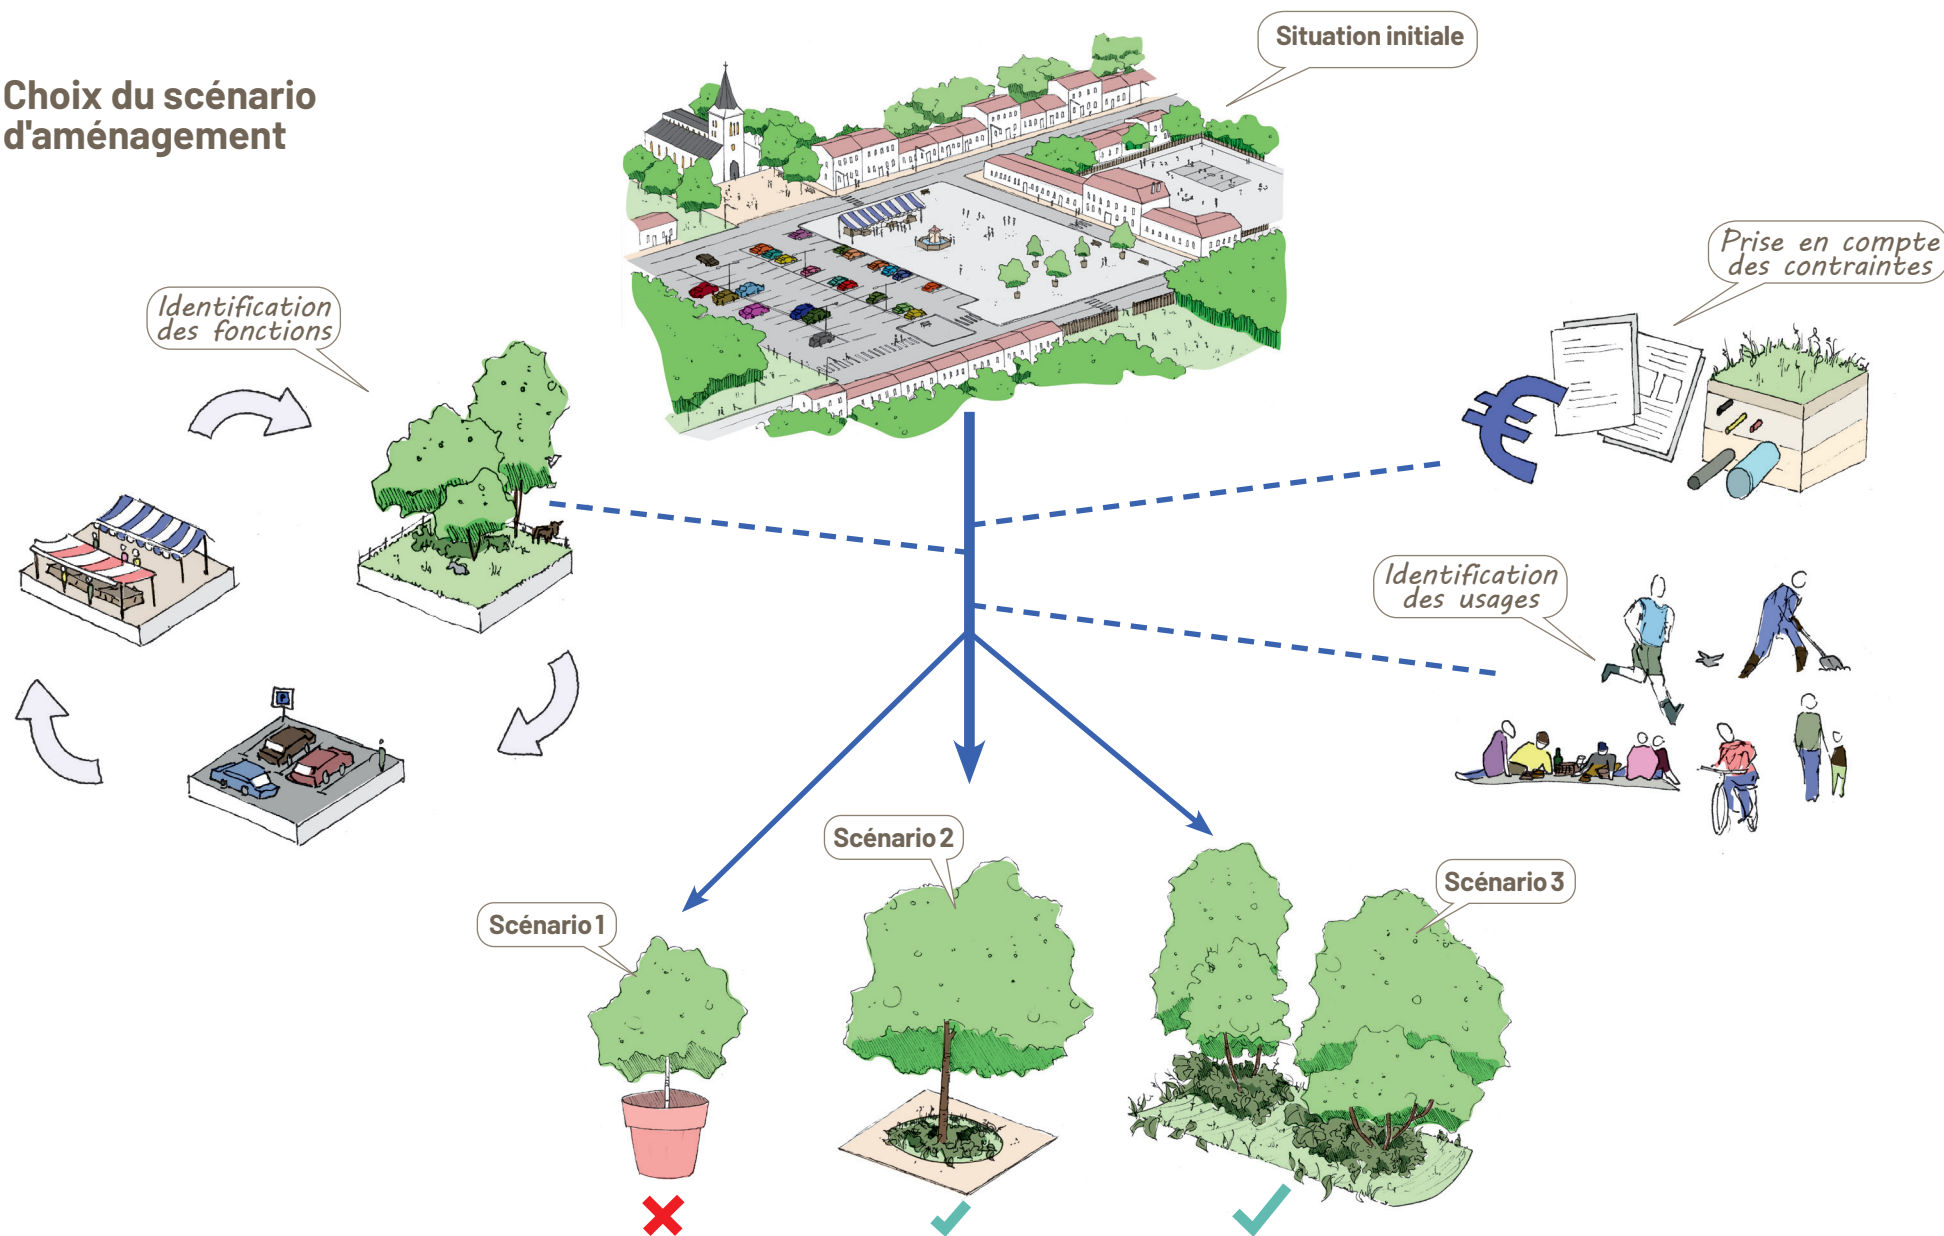 Choix du scénario
d'aménagement
Situation initiale
Identification
des fonctions
Prise en compte
des contraintes
Identification
des usages
Scénario 1
Scénario 2
Scénario 3